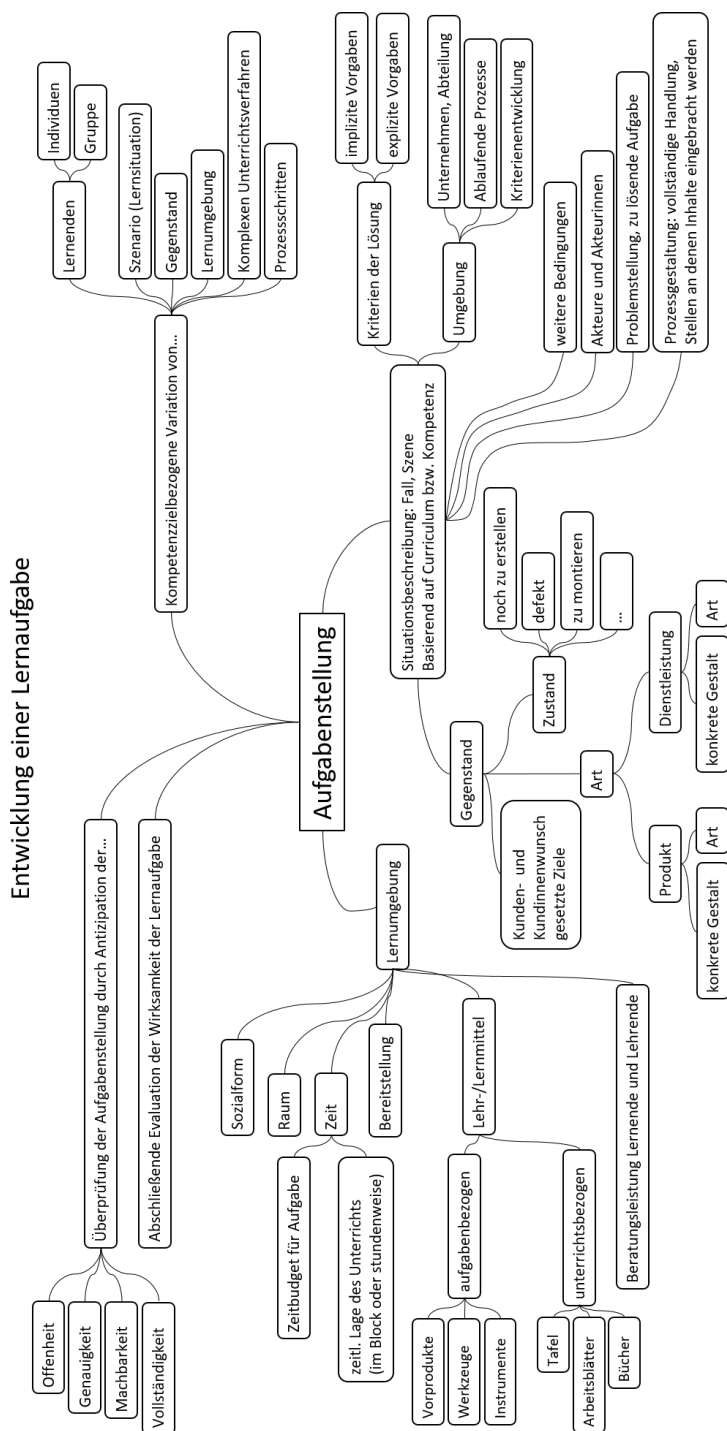 Entwicklung einer Lernaufgabe
Aufgabenstellung
Überprüfung der Aufgabenstellung durch Antizipation der...
Offenheit
Genauigkeit
Machbarkeit
Vollständigkeit
Abschließende Evaluation der Wirksamkeit der Lernaufgabe
Kompetenzzielbezogene Variation von...
Lernenden
Individuen
Gruppe
Szenario (Lernsituation)
Gegenstand
Lernumgebung
Komplexen Unterrichtsverfahren
Prozessschritten
Lernumgebung
Sozialform
Raum
Zeit
Zeitbudget für Aufgabe
zeitl. Lage des Unterrichts
(im Block oder stundenweise)
Bereitstellung
Lehr-/Lernmittel
aufgabenbezogen
Vorprodukte
Werkzeuge
Instrumente
unterrichtsbezogen
Tafel
Arbeitsblätter
Bücher
Beratungsleistung Lernende und Lehrende
Situationsbeschreibung: Fall, Szene
Basierend auf Curriculum bzw. Kompetenz
Kriterien der Lösung
implizite Vorgaben
explizite Vorgaben
Umgebung
Unternehmen, Abteilung
Ablaufende Prozesse
Kriterienentwicklung
weitere Bedingungen
Akteure und Akteurinnen
Problemstellung, zu lösende Aufgabe
Prozessgestaltung: vollständige Handlung,
Stellen an denen Inhalte eingebracht werden
Gegenstand
Kunden- und
Kundinnenwunsch
gesetzte Ziele
Zustand
noch zu erstellen
defekt
zu montieren
...
Art
Produkt
konkrete Gestalt
Art
Dienstleistung
konkrete Gestalt
Art